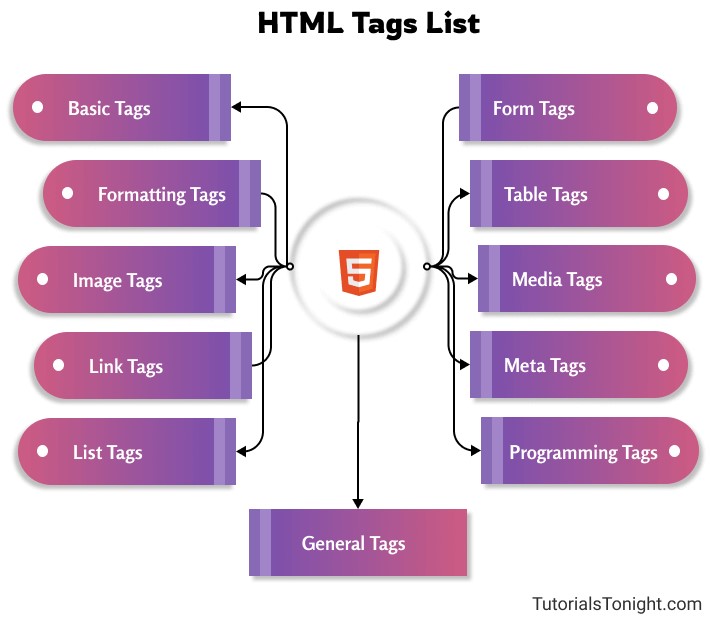 HTML Tags List
Basic Tags
Formatting Tags
Image Tags
Link Tags
List Tags
Form Tags
Table Tags
Media Tags
Meta Tags
Programming Tags
5
General Tags
TutorialsTonight.com